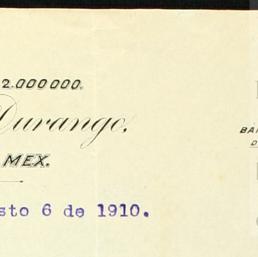 2.000000.
Durango,
MEX.
sto 6 de 1910.